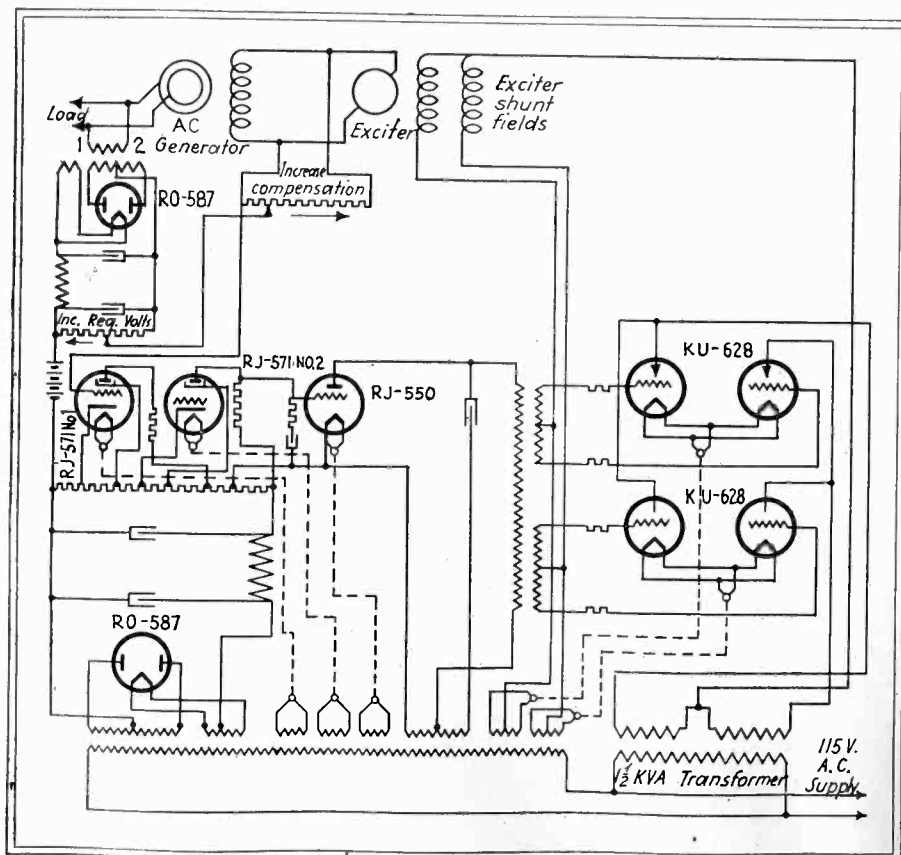 Load
1 2
AC
Generator
Exciter
Exciter
shunt
fields
RO-587
Increase
compensation
Inc. Reg. Volts
RJ-571 No.1
RJ-571 No.2
RJ-550
KU-628
KU-628
RO-587
1½ KVA Transformer
115 V.
A.C.
Supply